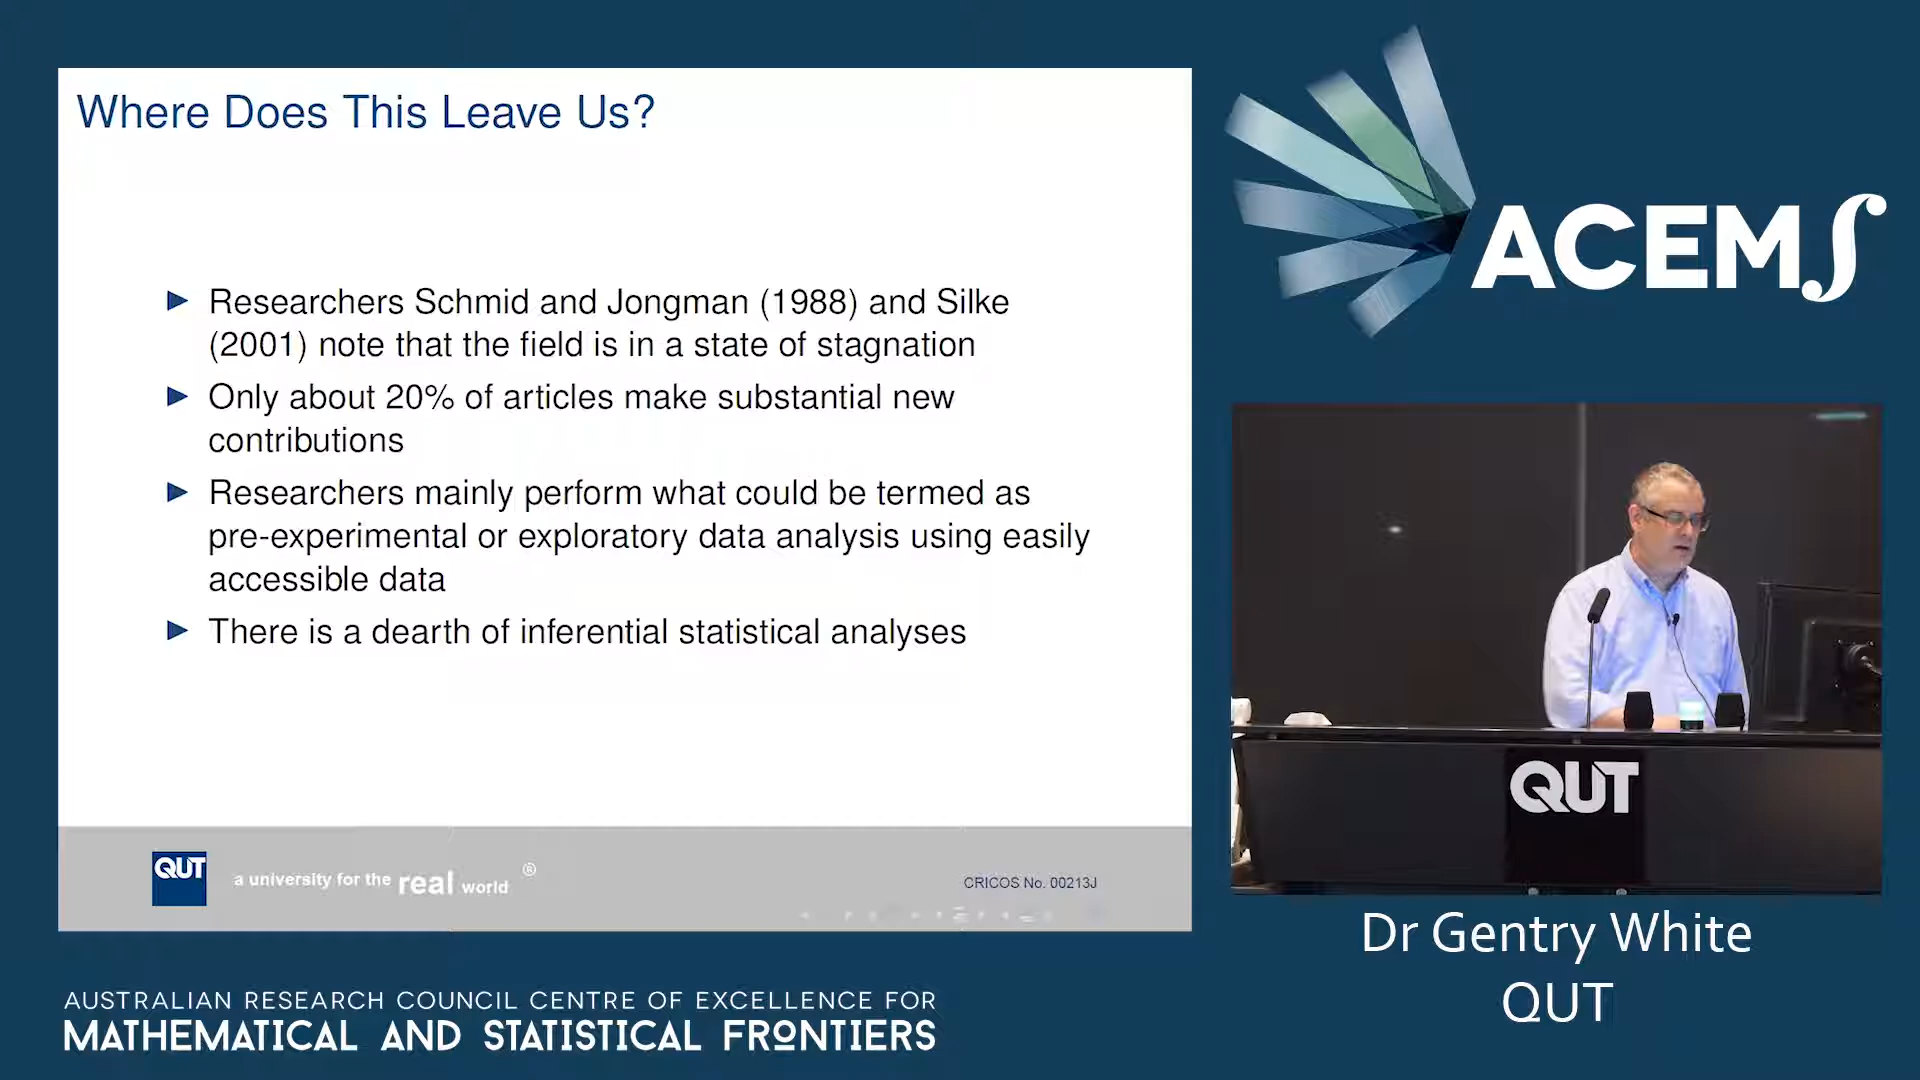 Where Does This Leave Us?
► Researchers Schmid and Jongman (1988) and Silke
(2001) note that the field is in a state of stagnation
► Only about 20% of articles make substantial new
contributions
► Researchers mainly perform what could be termed as
pre-experimental or exploratory data analysis using easily
accessible data
► There is a dearth of inferential statistical analyses
QUT
a university for the real world ®
CRICOS No. 00213J
ACEMS
QUT
Dr Gentry White
QUT
AUSTRALIAN RESEARCH COUNCIL CENTRE OF EXCELLENCE FOR
MATHEMATICAL AND STATISTICAL FRONTIERS